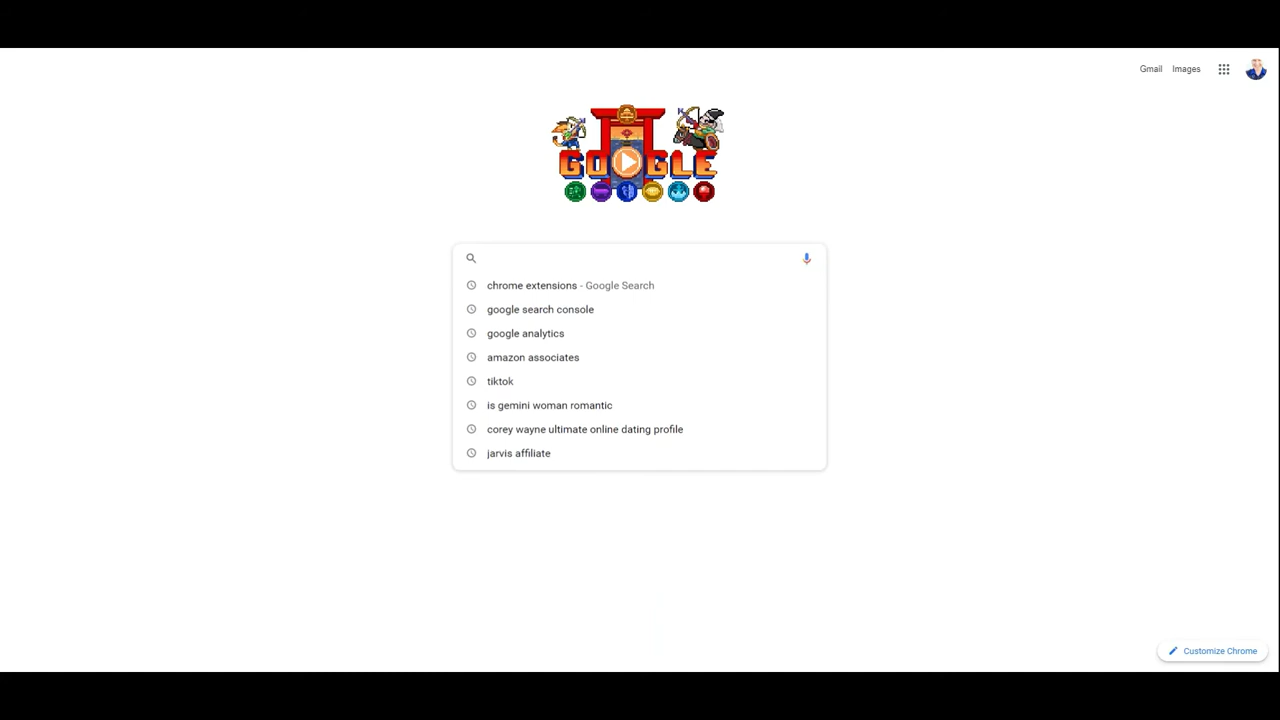 Gmail Images
GOOGLE
chrome extensions - Google Search
google search console
google analytics
amazon associates
tiktok
is gemini woman romantic
corey wayne ultimate online dating profile
jarvis affiliate
Customize Chrome